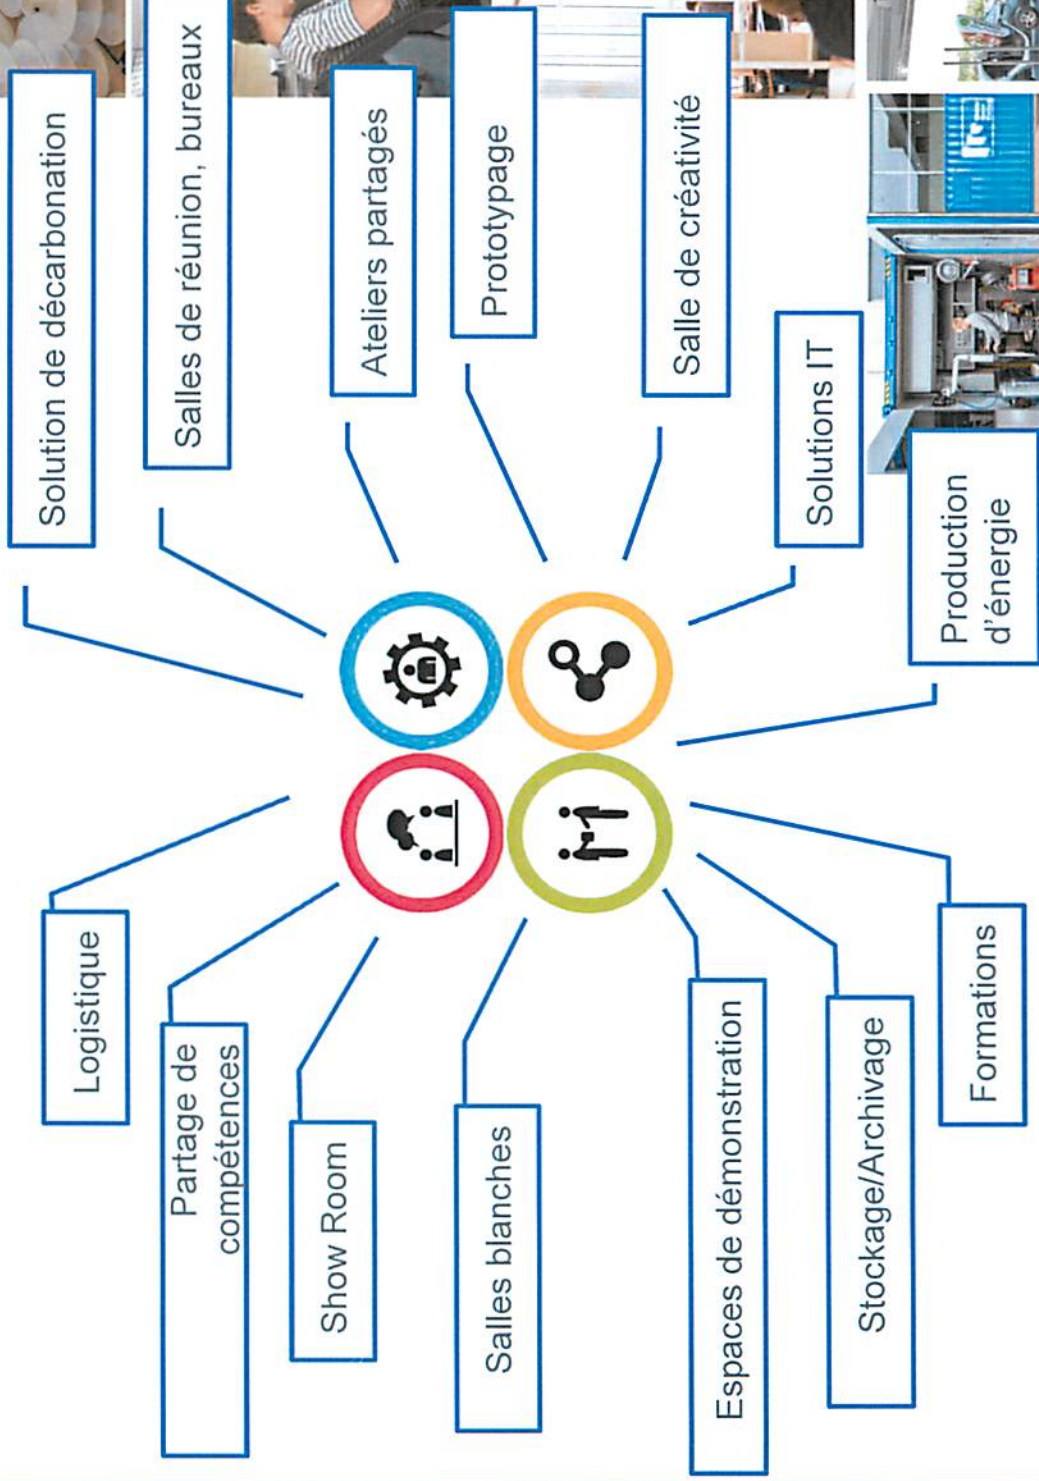 Logistique
Partage de
compétences
Show Room
Salles blanches
Espaces de démonstration
Stockage/Archivage
Formations
Solution de décarbonation
Salles de réunion, bureaux
Ateliers partagés
Prototypage
Salle de créativité
Solutions IT
Production
d'énergie